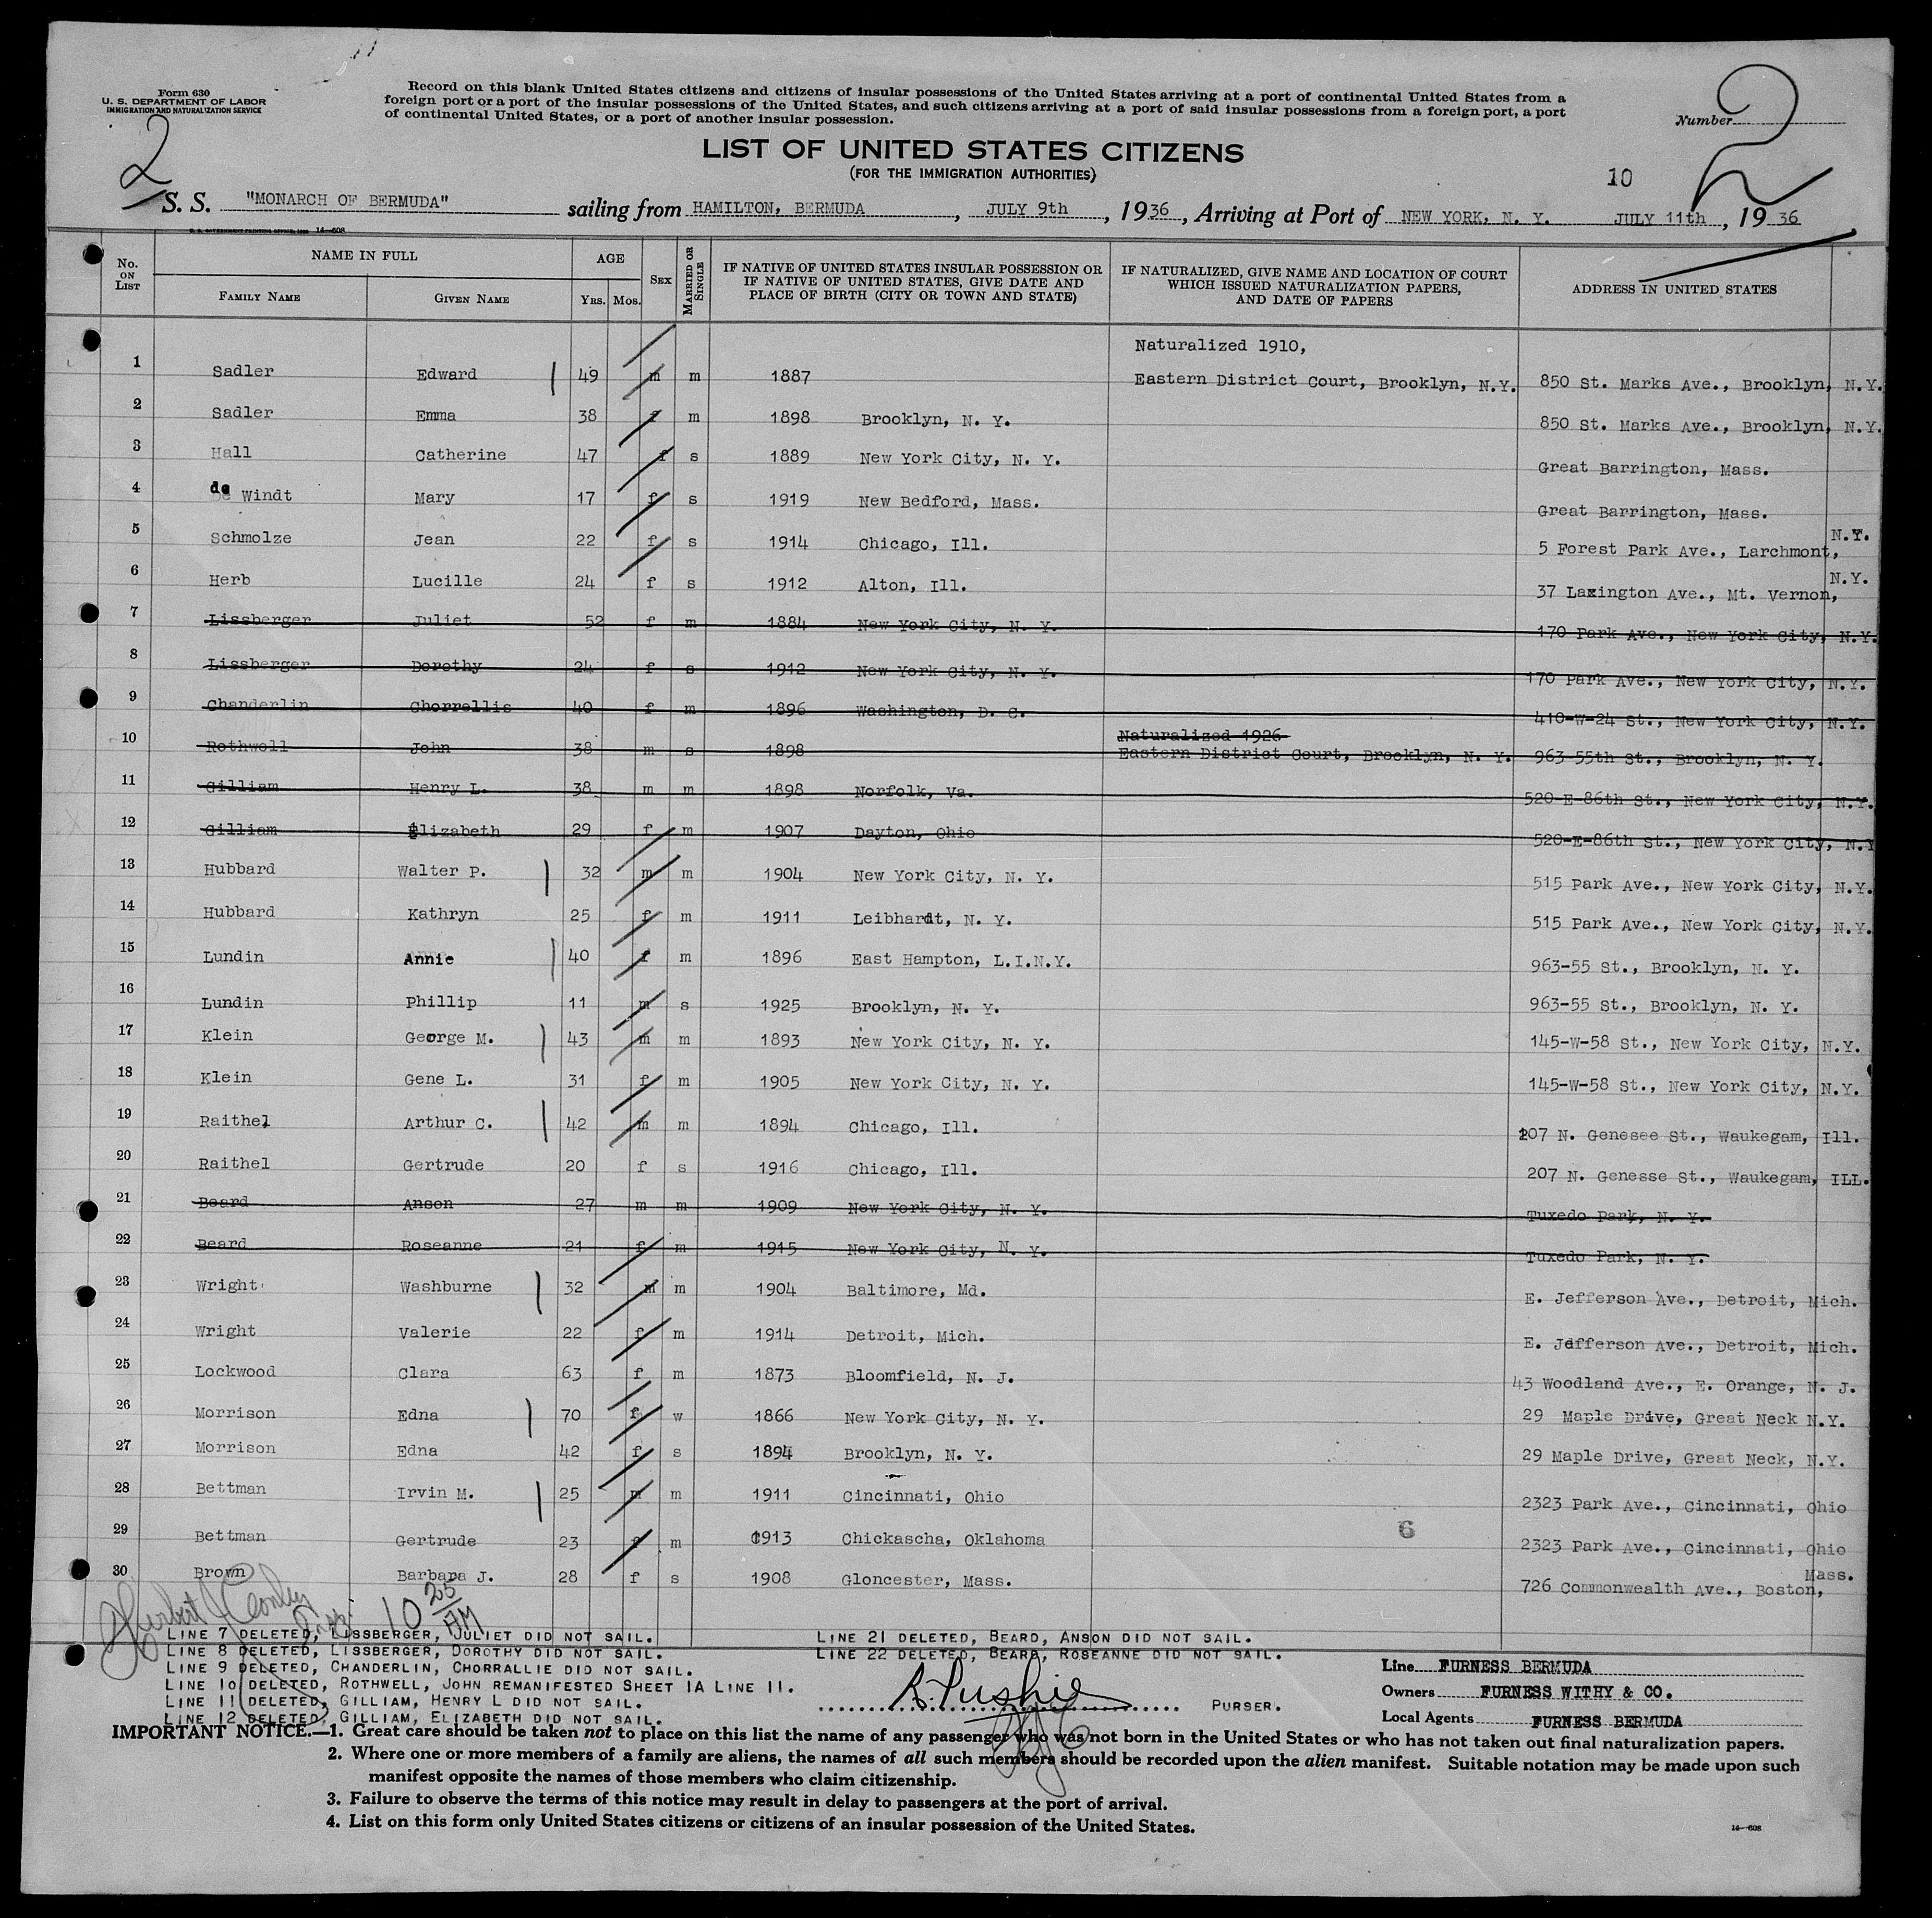 Form 630
U. S. DEPARTMENT OF LABOR
IMMIGRATION AND NATURALIZATION SERVICE
Record on this blank United States citizens and citizens of insular possessions of the United States arriving at a port of continental United States from a
foreign port or a port of the insular possessions of the United States, and such citizens arriving at a port of said insular possessions from a foreign port, a port
of continental United States, or a port of another insular possession.
Number 2
LIST OF UNITED STATES CITIZENS
(FOR THE IMMIGRATION AUTHORITIES)
10
2
S. S. "MONARCH OF BERMUDA" sailing from HAMILTON, BERMUDA, JULY 9th, 1936, Arriving at Port of NEW YORK, N. Y. JULY 11th, 1936
U. S. GOVERNMENT PRINTING OFFICE 14-608
No. ON LIST NAME IN FULL AGE SEX MARRIED OR SINGLE IF NATIVE OF UNITED STATES INSULAR POSSESSION OR IF NATIVE OF UNITED STATES, GIVE DATE AND PLACE OF BIRTH (CITY OR TOWN AND STATE) IF NATURALIZED, GIVE NAME AND LOCATION OF COURT WHICH ISSUED NATURALIZATION PAPERS, AND DATE OF PAPERS ADDRESS IN UNITED STATES
FAMILY NAME GIVEN NAME YRS. MOS.
Naturalized 1910,
1 Sadler Edward 49 m m 1887 Eastern District Court, Brooklyn, N.Y. 850 St. Marks Ave., Brooklyn, N.Y.
2 Sadler Emma 38 f m 1898 Brooklyn, N. Y. 850 St. Marks Ave., Brooklyn, N.Y.
3 Hall Catherine 47 f s 1889 New York City, N. Y. Great Barrington, Mass.
4 de Windt Mary 17 f s 1919 New Bedford, Mass. Great Barrington, Mass.
5 Schmolze Jean 22 f s 1914 Chicago, Ill. 5 Forest Park Ave., Larchmont, N.Y.
6 Herb Lucille 24 f s 1912 Alton, Ill. 37 Lexington Ave., Mt. Vernon, N.Y.
7 Lissberger Juliet 52 f m 1884 New York City, N. Y. 170 Park Ave., New York City, N.Y.
8 Lissberger Dorothy 24 f s 1912 New York City, N. Y. 170 Park Ave., New York City, N.Y.
9 Chanderlin Chorrellis 40 f m 1896 Washington, D. C. 410-W-24 St., New York City, N.Y.
Naturalized 1926
10 Rothwell John 38 m s 1898 Eastern District Court, Brooklyn, N. Y. 963-55th St., Brooklyn, N. Y.
11 Gilliam Henry L. 38 m m 1898 Norfolk, Va. 520-E-86th St., New York City, N.Y.
12 Gilliam Elizabeth 29 f m 1907 Dayton, Ohio 520-E-86th St., New York City, N.Y
13 Hubbard Walter P. 32 m m 1904 New York City, N. Y. 515 Park Ave., New York City, N.Y.
14 Hubbard Kathryn 25 f m 1911 Leibhardt, N. Y. 515 Park Ave., New York City, N.Y.
15 Lundin Annie 40 f m 1896 East Hampton, L.I.N.Y. 963-55 St., Brooklyn, N. Y.
16 Lundin Phillip 11 m s 1925 Brooklyn, N. Y. 963-55 St., Brooklyn, N. Y.
17 Klein George M. 43 m m 1893 New York City, N. Y. 145-W-58 St., New York City, N.Y.
18 Klein Gene L. 31 f m 1905 New York City, N. Y. 145-W-58 St., New York City, N.Y.
19 Raithel Arthur C. 42 m m 1894 Chicago, Ill. 207 N. Genesee St., Waukegam, Ill.
20 Raithel Gertrude 20 f s 1916 Chicago, Ill. 207 N. Genesse St., Waukegam, ILL.
21 Beard Anson 27 m m 1909 New York City, N. Y. Tuxedo Park, N. Y.
22 Beard Roseanne 21 f m 1915 New York City, N. Y. Tuxedo Park, N. Y.
23 Wright Washburne 32 m m 1904 Baltimore, Md. E. Jefferson Ave., Detroit, Mich.
24 Wright Valerie 22 f m 1914 Detroit, Mich. E. Jefferson Ave., Detroit, Mich.
25 Lockwood Clara 63 f m 1873 Bloomfield, N. J. 43 Woodland Ave., E. Orange, N. J.
26 Morrison Edna 70 f w 1866 New York City, N. Y. 29 Maple Drive, Great Neck N.Y.
27 Morrison Edna 42 f s 1894 Brooklyn, N. Y. 29 Maple Drive, Great Neck, N.Y.
28 Bettman Irvin M. 25 m m 1911 Cincinnati, Ohio 2323 Park Ave., Cincinnati, Ohio
6
29 Bettman Gertrude 23 f m 1913 Chickascha, Oklahoma 2323 Park Ave., Cincinnati, Ohio
30 Brown Barbara J. 28 f s 1908 Gloncester, Mass. 726 Commonwealth Ave., Boston, Mass.
10 25 AM
LINE 7 DELETED, LISSBERGER, JULIET DID NOT SAIL.
LINE 8 DELETED, LISSBERGER, DOROTHY DID NOT SAIL.
LINE 9 DELETED, CHANDERLIN, CHORRALLIE DID NOT SAIL.
LINE 10 DELETED, ROTHWELL, JOHN REMANIFESTED SHEET 1A LINE 11.
LINE 11 DELETED, GILLIAM, HENRY L DID NOT SAIL.
LINE 12 DELETED, GILLIAM, ELIZABETH DID NOT SAIL.
LINE 21 DELETED, BEARD, ANSON DID NOT SAIL.
LINE 22 DELETED, BEARD, ROSEANNE DID NOT SAIL.
R. Pushie PURSER.
Line FURNESS BERMUDA
Owners FURNESS WITHY & CO.
Local Agents FURNESS BERMUDA
IMPORTANT NOTICE.—1. Great care should be taken not to place on this list the name of any passenger who was not born in the United States or who has not taken out final naturalization papers.
2. Where one or more members of a family are aliens, the names of all such members should be recorded upon the alien manifest. Suitable notation may be made upon such
manifest opposite the names of those members who claim citizenship.
3. Failure to observe the terms of this notice may result in delay to passengers at the port of arrival.
4. List on this form only United States citizens or citizens of an insular possession of the United States.
14-608